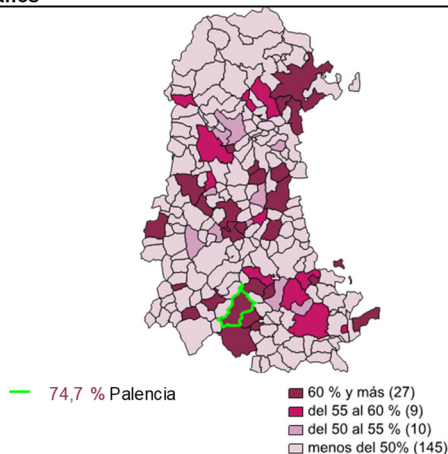 74,7 % Palencia
60 % y más (27)
del 55 al 60 % (9)
del 50 al 55 % (10)
menos del 50% (145)